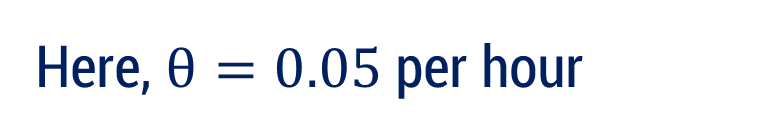 Here, θ = 0.05 per hour